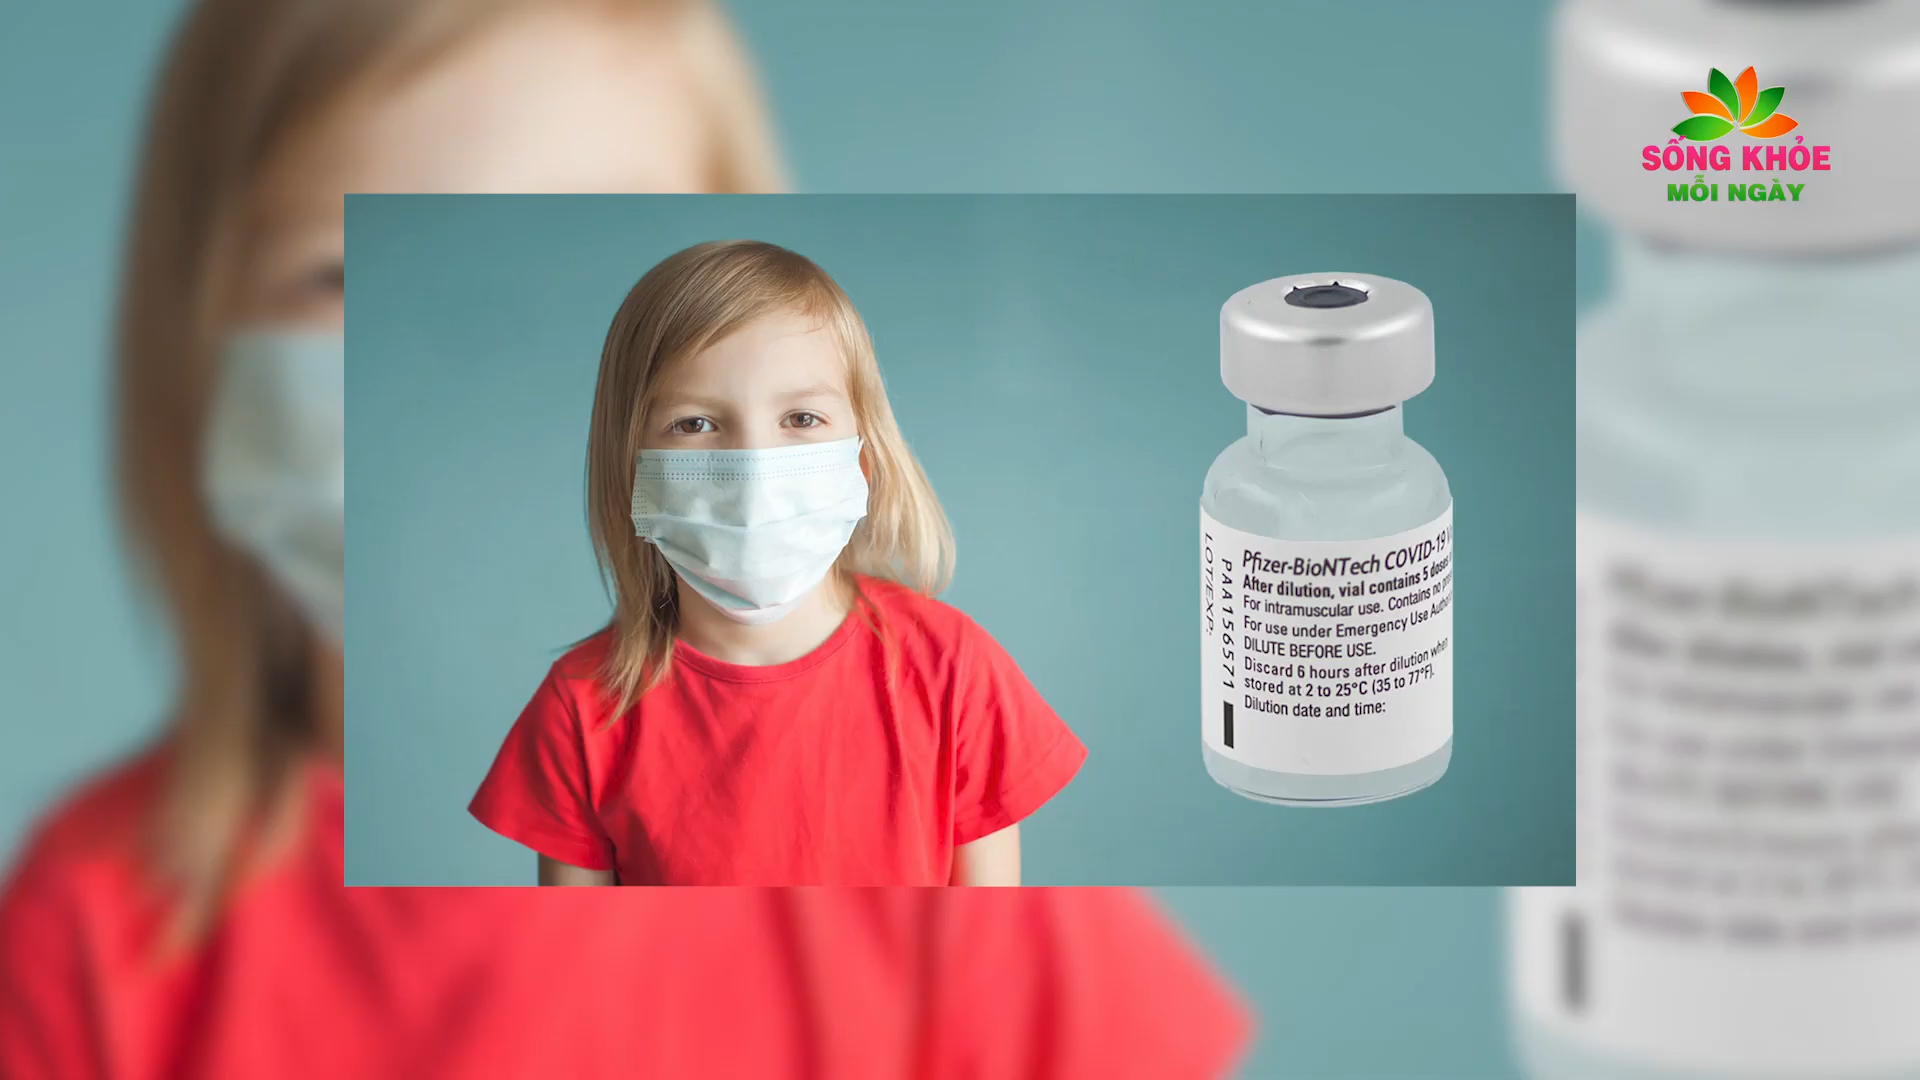 SỐNG KHỎE
MỖI NGÀY
Pfizer-BioNTech COVID-19
After dilution, vial contains 5 doses
For intramuscular use. Contains no
For use under Emergency Use
DILUTE BEFORE USE.
Discard 6 hours after dilution when
stored at 2 to 25°C (35 to 77°F).
Dilution date and time:
PAA156571
LOT/EXP: